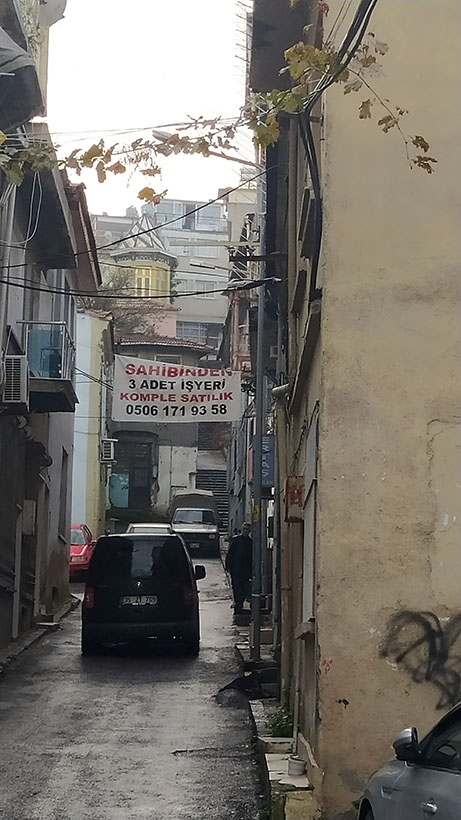 SAHİBİNDEN
3 ADET İŞYERİ
KOMPLE SATILIK
0506 171 93 58